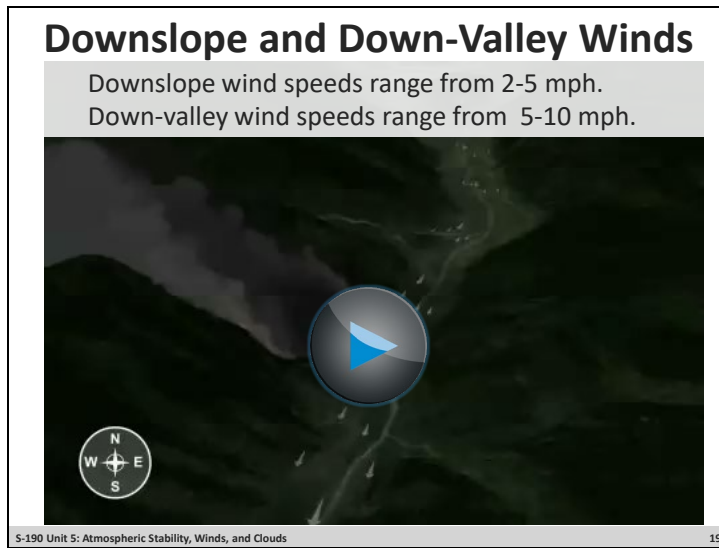 Downslope and Down-Valley Winds
Downslope wind speeds range from 2-5 mph.
Down-valley wind speeds range from 5-10 mph.
N
W E
S
S-190 Unit 5: Atmospheric Stability, Winds, and Clouds 19